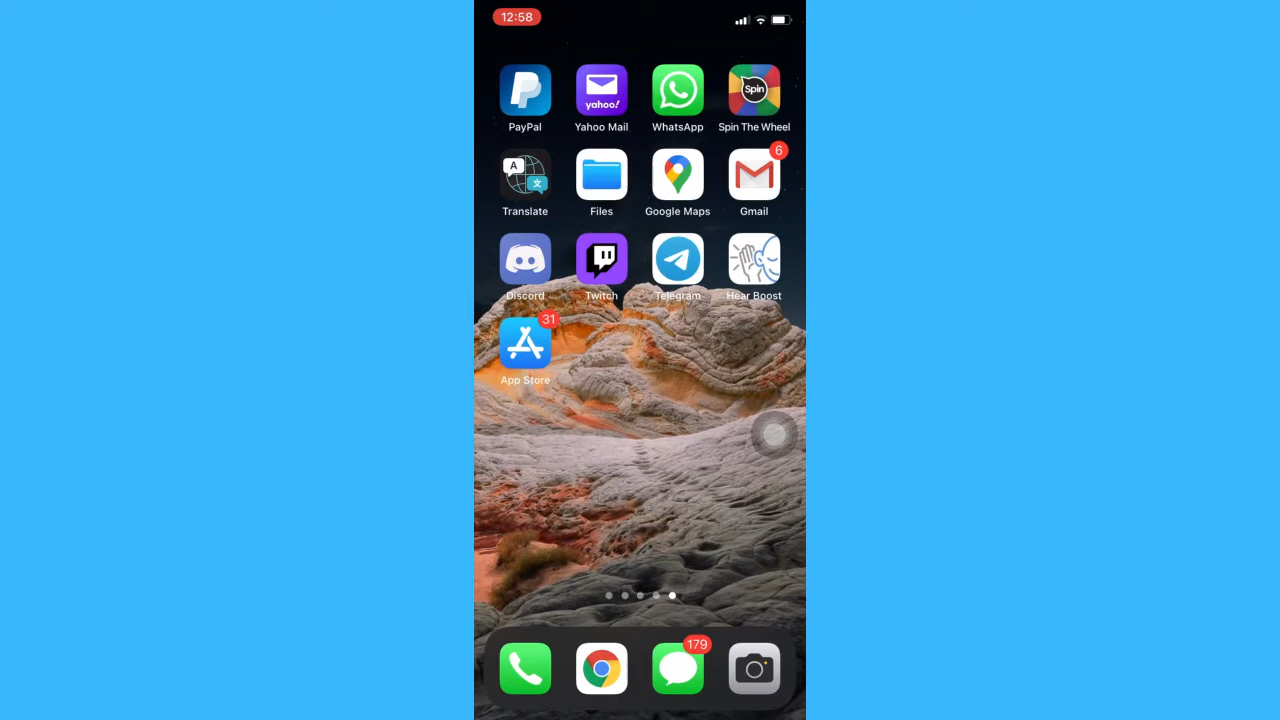 12:58
PayPal
yahoo!
Yahoo Mail
WhatsApp
Spin
Spin The Wheel
A
文
Translate
Files
Google Maps
6
Gmail
Discord
Twitch
Telegram
Hear Boost
31
App Store
179